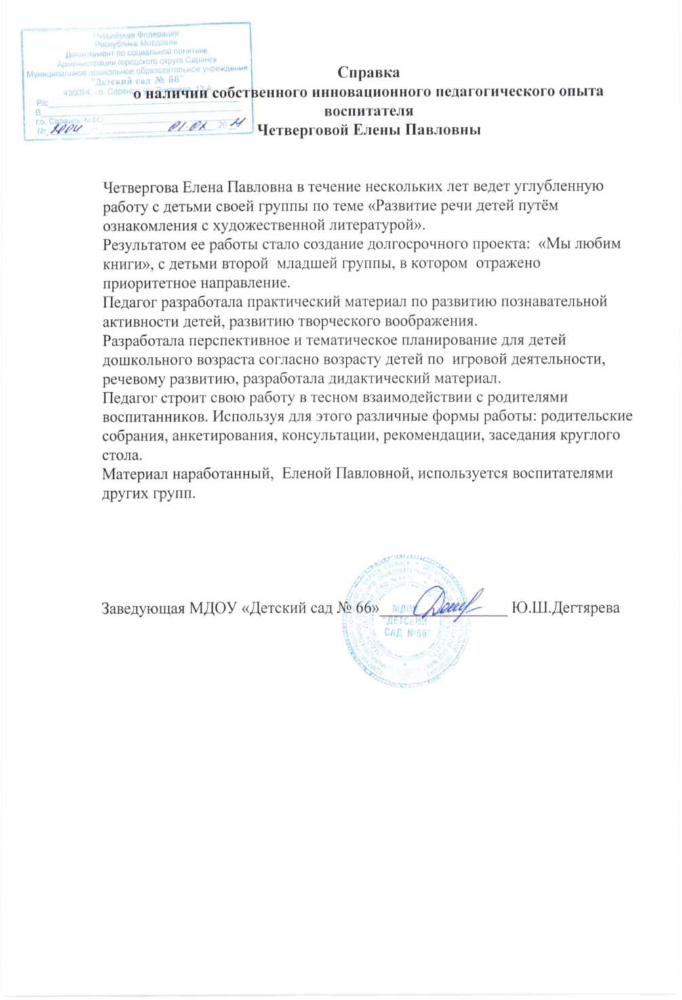 Российская Федерация
Республика Мордовия
Департамент по социальной политике
Администрации городского округа Саранск
Муниципальное дошкольное образовательное учреждение
"Детский сад № 66"
430024, г.о. Саранск, ул.
Р/с
В
г.о. Саранск, МФО
№ от 01.02 20 21
Справка
о наличии собственного инновационного педагогического опыта
воспитателя
Четверговой Елены Павловны
Четвергова Елена Павловна в течение нескольких лет ведет углубленную
работу с детьми своей группы по теме «Развитие речи детей путём
ознакомления с художественной литературой».
Результатом ее работы стало создание долгосрочного проекта: «Мы любим
книги», с детьми второй младшей группы, в котором отражено
приоритетное направление.
Педагог разработала практический материал по развитию познавательной
активности детей, развитию творческого воображения.
Разработала перспективное и тематическое планирование для детей
дошкольного возраста согласно возрасту детей по игровой деятельности,
речевому развитию, разработала дидактический материал.
Педагог строит свою работу в тесном взаимодействии с родителями
воспитанников. Используя для этого различные формы работы: родительские
собрания, анкетирования, консультации, рекомендации, заседания круглого
стола.
Материал наработанный, Еленой Павловной, используется воспитателями
других групп.
Заведующая МДОУ «Детский сад № 66» Ю.Ш.Дегтярева
МДОУ
"ДЕТСКИЙ
САД №66"